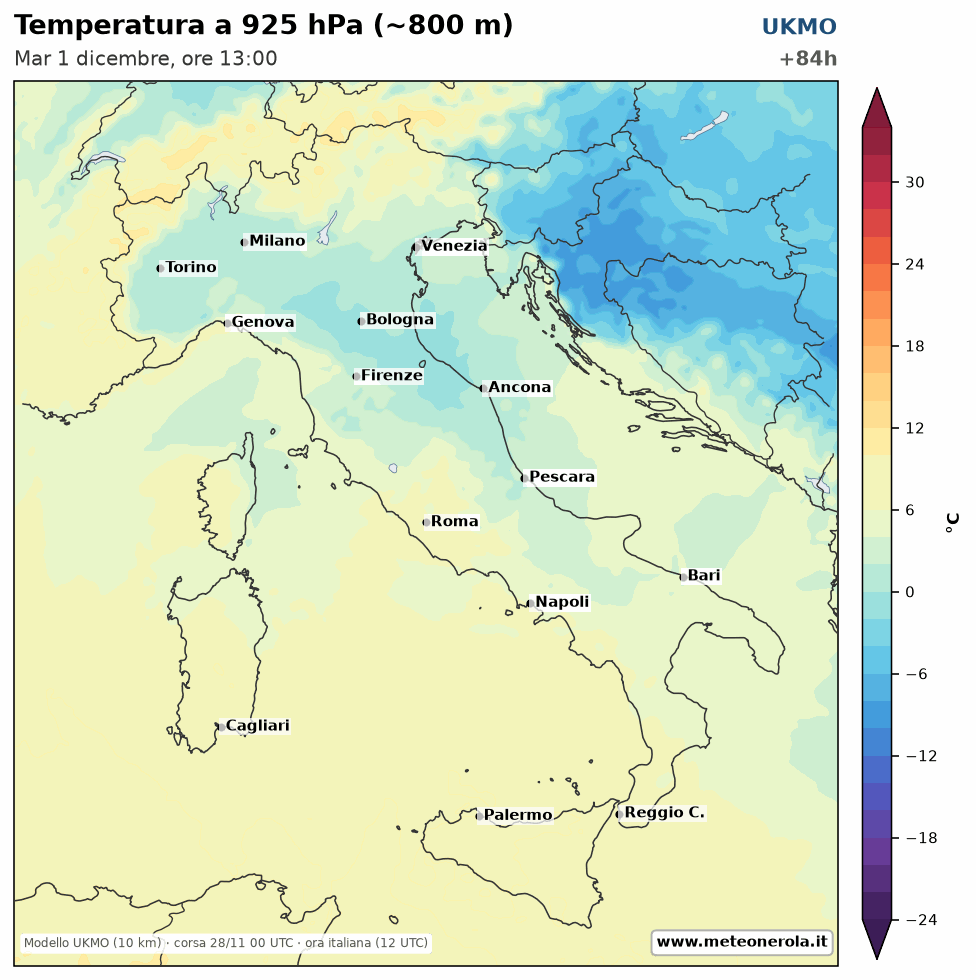 Temperatura a 925 hPa (~800 m)
UKMO
Mar 1 dicembre, ore 13:00
+84h
Milano
Venezia
Torino
Genova
Bologna
Firenze
Ancona
Pescara
Roma
Bari
Napoli
Cagliari
Palermo
Reggio C.
30
24
18
12
6
0
−6
−12
−18
−24
°C
Modello UKMO (10 km) · corsa 28/11 00 UTC · ora italiana (12 UTC)
www.meteonerola.it